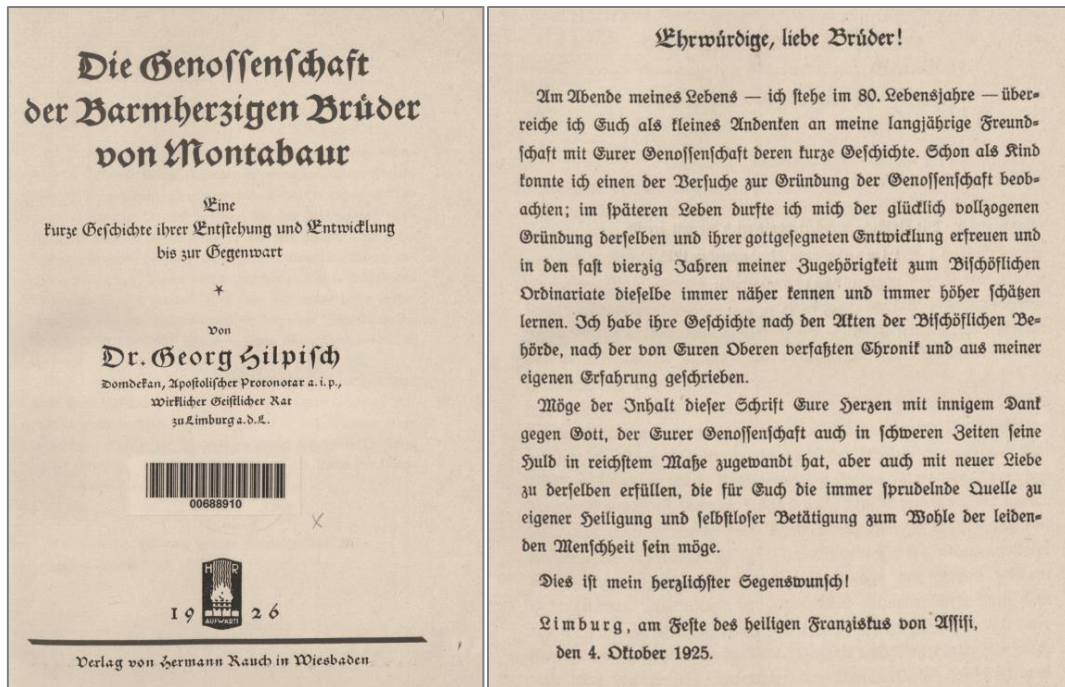 Die Genossenschaft
der Barmherzigen Brüder
von Montabaur
Eine
kurze Geschichte ihrer Entstehung und Entwicklung
bis zur Gegenwart
*
Von
Dr. Georg Hilpisch
Domdekan, Apostolischer Protonotar a. i. p.,
Wirklicher Geistlicher Rat
zu Limburg a. d. L.
00688910
H R
AUFWÄRTS
1926
Verlag von Hermann Rauch in Wiesbaden
Ehrwürdige, liebe Brüder!
Am Abende meines Lebens — ich stehe im 80. Lebensjahre — über-
reiche ich Euch als kleines Andenken an meine langjährige Freund-
schaft mit Eurer Genossenschaft deren kurze Geschichte. Schon als Kind
konnte ich einen der Versuche zur Gründung der Genossenschaft beob-
achten; im späteren Leben durfte ich mich der glücklich vollzogenen
Gründung derselben und ihrer gottgesegneten Entwicklung erfreuen und
in den fast vierzig Jahren meiner Zugehörigkeit zum Bischöflichen
Ordinariate dieselbe immer näher kennen und immer höher schätzen
lernen. Ich habe ihre Geschichte nach den Akten der Bischöflichen Be-
hörde, nach der von Euren Oberen verfaßten Chronik und aus meiner
eigenen Erfahrung geschrieben.
Möge der Inhalt dieser Schrift Eure Herzen mit innigem Dank
gegen Gott, der Eurer Genossenschaft auch in schweren Zeiten seine
Huld in reichstem Maße zugewandt hat, aber auch mit neuer Liebe
zu derselben erfüllen, die für Euch die immer sprudelnde Quelle zu
eigener Heiligung und selbstloser Betätigung zum Wohle der leiden-
den Menschheit sein möge.
Dies ist mein herzlichster Segenswunsch!
Limburg, am Feste des heiligen Franziskus von Assisi,
den 4. Oktober 1925.